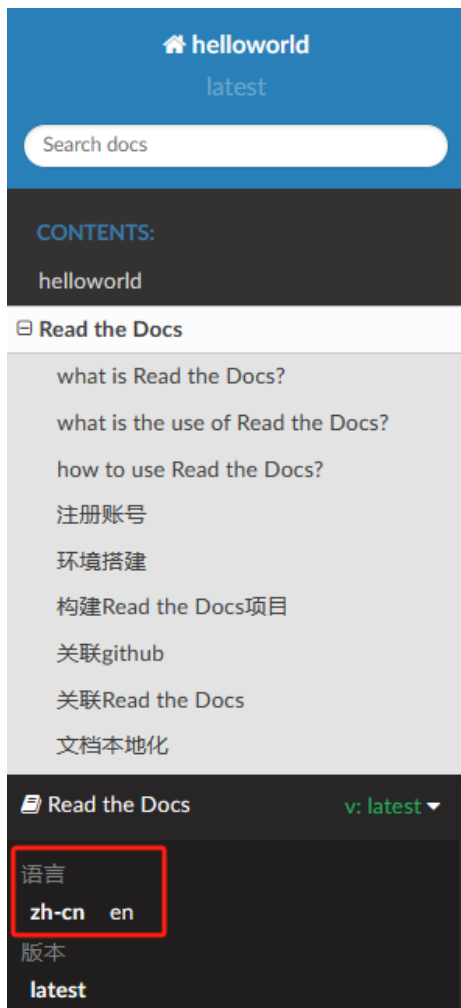 helloworld
latest
Search docs
CONTENTS:
helloworld
Read the Docs
what is Read the Docs?
what is the use of Read the Docs?
how to use Read the Docs?
注册账号
环境搭建
构建Read the Docs项目
关联github
关联Read the Docs
文档本地化
Read the Docs v: latest
语言
zh-cn en
版本
latest